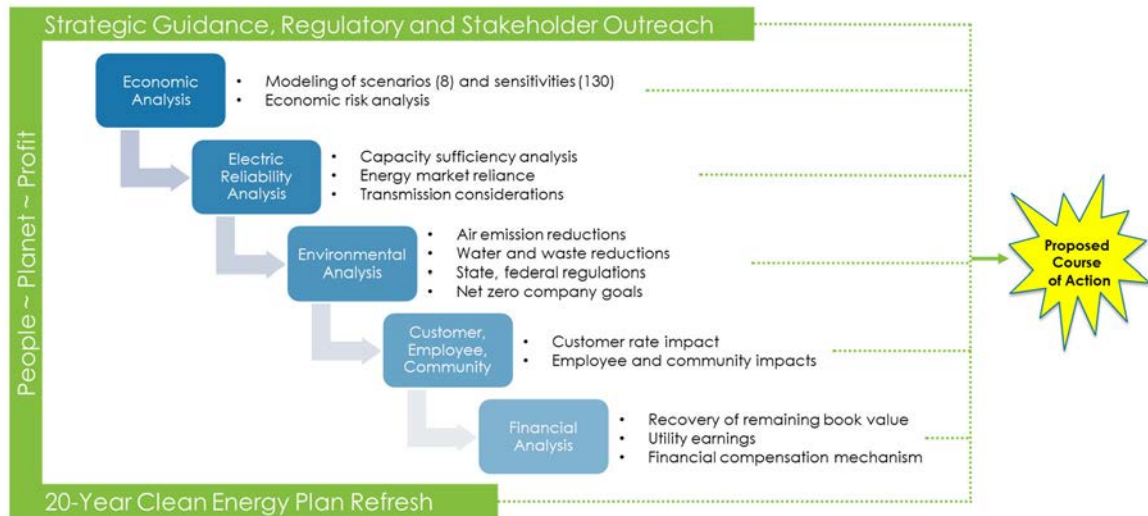 Strategic Guidance, Regulatory and Stakeholder Outreach
People ~ Planet ~ Profit
Economic
Analysis
• Modeling of scenarios (8) and sensitivities (130)
• Economic risk analysis
Electric
Reliability
Analysis
• Capacity sufficiency analysis
• Energy market reliance
• Transmission considerations
Environmental
Analysis
• Air emission reductions
• Water and waste reductions
• State, federal regulations
• Net zero company goals
Customer,
Employee,
Community
• Customer rate impact
• Employee and community impacts
Financial
Analysis
• Recovery of remaining book value
• Utility earnings
• Financial compensation mechanism
Proposed
Course
of Action
20-Year Clean Energy Plan Refresh